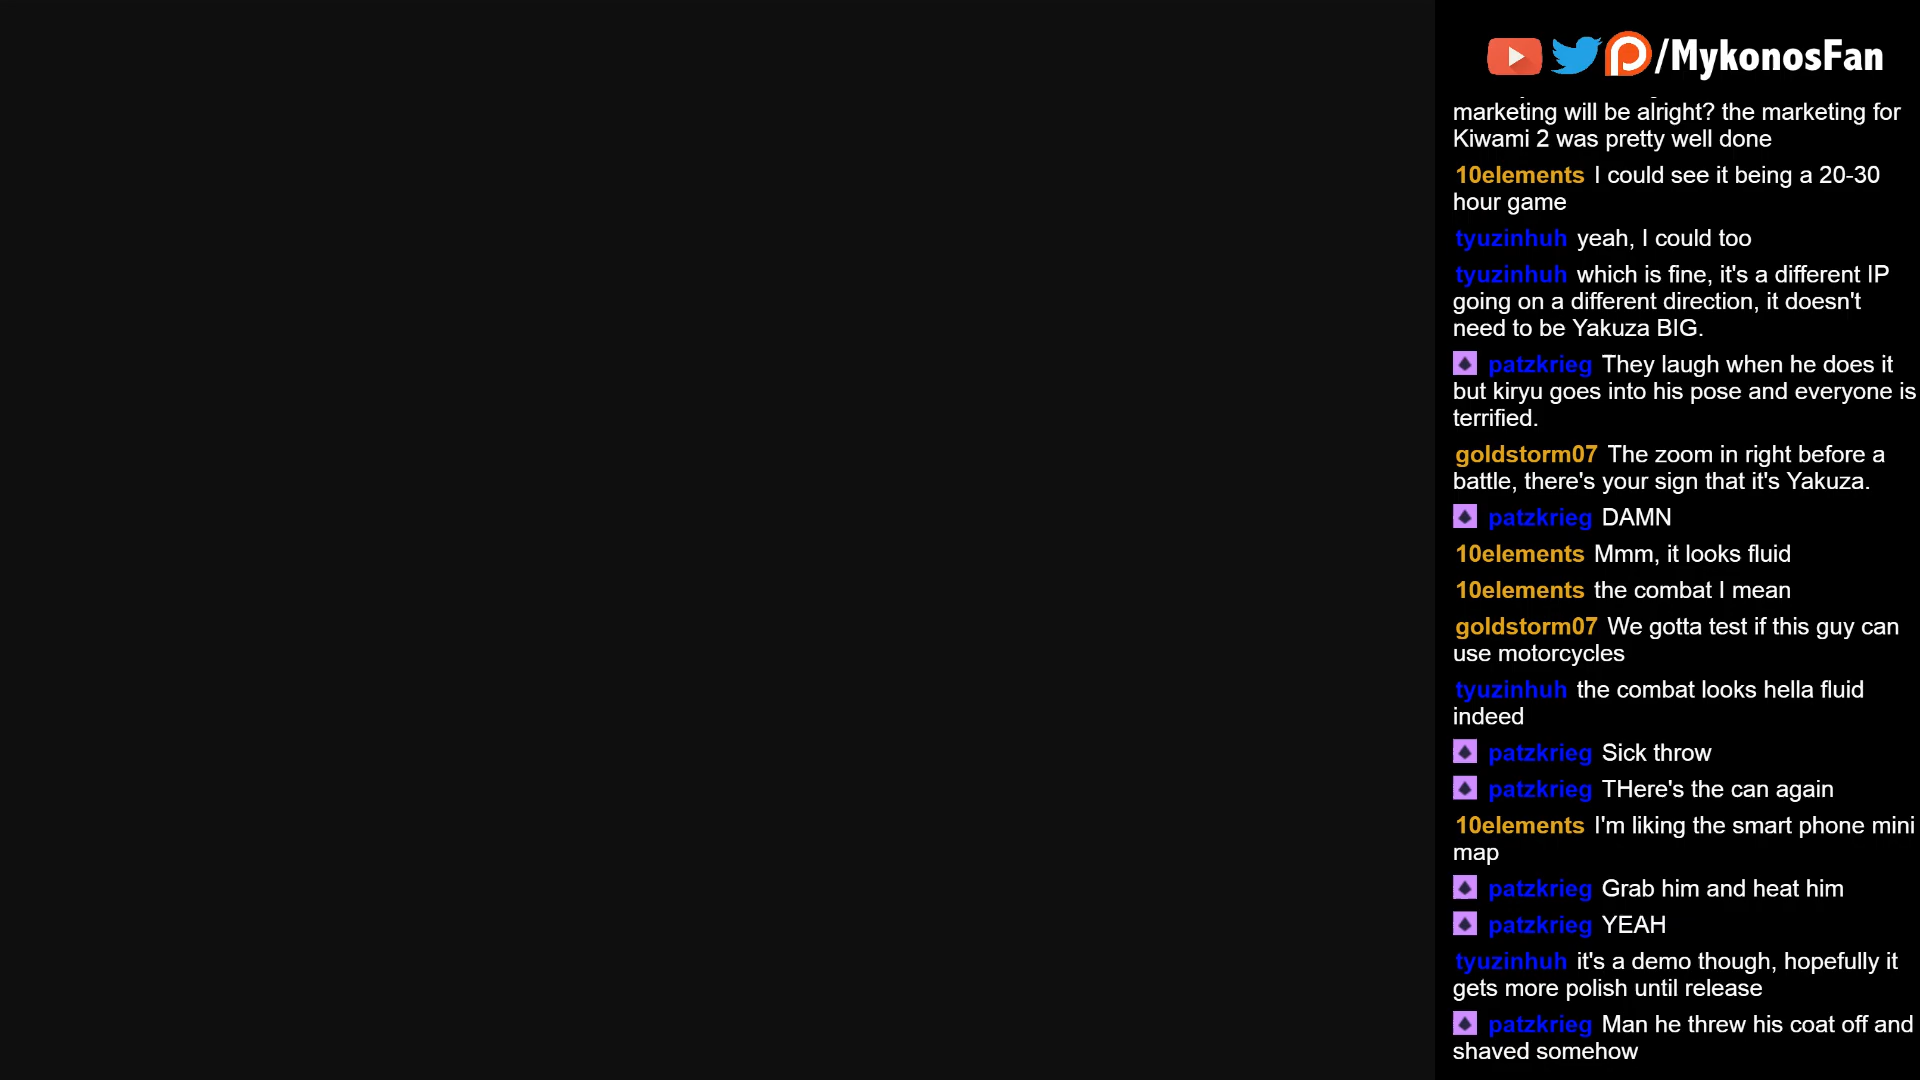 /MykonosFan
marketing will be alright? the marketing for
Kiwami 2 was pretty well done
10elements I could see it being a 20-30
hour game
tyuzinhuh yeah, I could too
tyuzinhuh which is fine, it's a different IP
going on a different direction, it doesn't
need to be Yakuza BIG.
patzkrieg They laugh when he does it
but kiryu goes into his pose and everyone is
terrified.
goldstorm07 The zoom in right before a
battle, there's your sign that it's Yakuza.
patzkrieg DAMN
10elements Mmm, it looks fluid
10elements the combat I mean
goldstorm07 We gotta test if this guy can
use motorcycles
tyuzinhuh the combat looks hella fluid
indeed
patzkrieg Sick throw
patzkrieg THere's the can again
10elements I'm liking the smart phone mini
map
patzkrieg Grab him and heat him
patzkrieg YEAH
tyuzinhuh it's a demo though, hopefully it
gets more polish until release
patzkrieg Man he threw his coat off and
shaved somehow